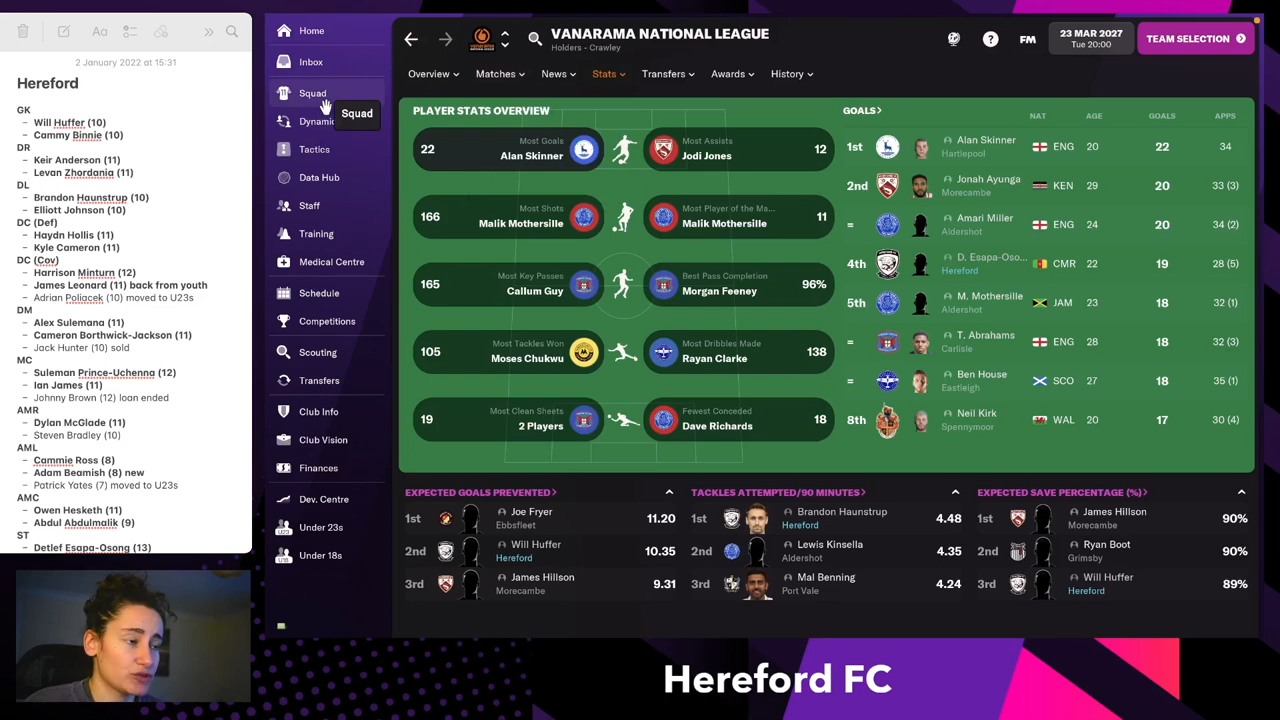 2 January 2022 at 15:31
Hereford
GK
– Will Huffer (10)
– Cammy Binnie (10)
DR
– Keir Anderson (11)
– Levan Zhordania (11)
DL
– Brandon Haunstrup (10)
– Elliott Johnson (10)
DC (Def)
– Haydn Hollis (11)
– Kyle Cameron (11)
DC (Cov)
– Harrison Minturn (12)
– James Leonard (11) back from youth
– Adrian Poliacek (10) moved to U23s
DM
– Alex Sulemana (11)
– Cameron Borthwick-Jackson (11)
– Jack Hunter (10) sold
MC
– Suleman Prince-Uchenna (12)
– Ian James (11)
– Johnny Brown (12) loan ended
AMR
– Dylan McGlade (11)
– Steven Bradley (10)
AML
– Cammie Ross (8)
– Adam Beamish (8) new
– Patrick Yates (7) moved to U23s
AMC
– Owen Hesketh (11)
– Abdul Abdulmalik (9)
ST
– Detlef Esapa-Osong (13)
Home
Inbox
Squad
Squad
Dynamic
Tactics
Data Hub
Staff
Training
Medical Centre
Schedule
Competitions
Scouting
Transfers
Club Info
Club Vision
Finances
Dev. Centre
Under 23s
Under 18s
VANARAMA NATIONAL LEAGUE
Holders - Crawley
FM
23 MAR 2027
Tue 20:00
TEAM SELECTION
Overview Matches News Stats Transfers Awards History
PLAYER STATS OVERVIEW
22 Most Goals
Alan Skinner
Most Assists 12
Jodi Jones
166 Most Shots
Malik Mothersille
Most Player of the Ma... 11
Malik Mothersille
165 Most Key Passes
Callum Guy
Best Pass Completion 96%
Morgan Feeney
105 Most Tackles Won
Moses Chukwu
Most Dribbles Made 138
Rayan Clarke
19 Most Clean Sheets
2 Players
Fewest Conceded 18
Dave Richards
GOALS NAT AGE GOALS APPS
1st Alan Skinner ENG 20 22 34
Hartlepool
2nd Jonah Ayunga KEN 29 20 33 (3)
Morecambe
= Amari Miller ENG 24 20 34 (2)
Aldershot
4th D. Esapa-Oso... CMR 22 19 28 (5)
Hereford
5th M. Mothersille JAM 23 18 32 (1)
Aldershot
= T. Abrahams ENG 28 18 32 (3)
Carlisle
= Ben House SCO 27 18 35 (1)
Eastleigh
8th Neil Kirk WAL 20 17 30 (4)
Spennymoor
EXPECTED GOALS PREVENTED
1st Joe Fryer 11.20
Ebbsfleet
2nd Will Huffer 10.35
Hereford
3rd James Hillson 9.31
Morecambe
TACKLES ATTEMPTED/90 MINUTES
1st Brandon Haunstrup 4.48
Hereford
2nd Lewis Kinsella 4.35
Aldershot
3rd Mal Benning 4.24
Port Vale
EXPECTED SAVE PERCENTAGE (%)
1st James Hillson 90%
Morecambe
2nd Ryan Boot 90%
Grimsby
3rd Will Huffer 89%
Hereford
Hereford FC